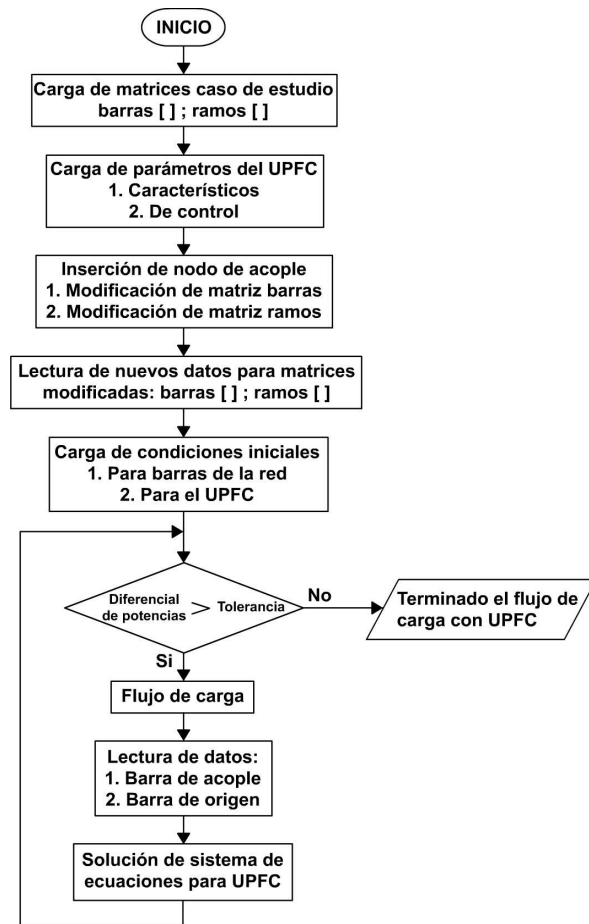 INICIO
Carga de matrices caso de estudio
barras [ ] ; ramos [ ]
Carga de parámetros del UPFC
1. Característicos
2. De control
Inserción de nodo de acople
1. Modificación de matriz barras
2. Modificación de matriz ramos
Lectura de nuevos datos para matrices
modificadas: barras [ ] ; ramos [ ]
Carga de condiciones iniciales
1. Para barras de la red
2. Para el UPFC
Diferencial
de potencias > Tolerancia
No
Terminado el flujo de
carga con UPFC
Si
Flujo de carga
Lectura de datos:
1. Barra de acople
2. Barra de origen
Solución de sistema de
ecuaciones para UPFC